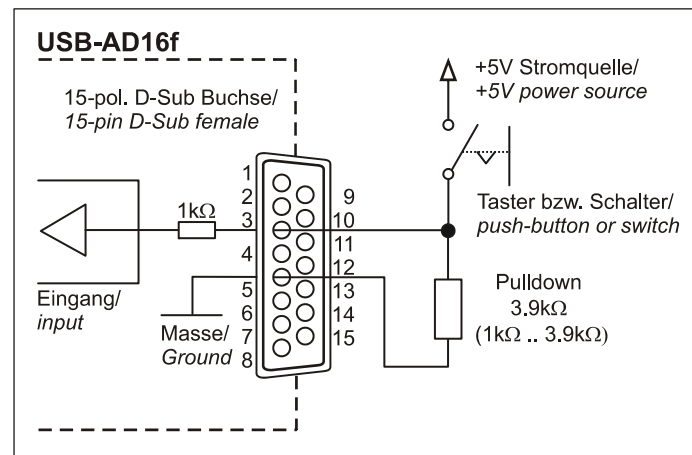 USB-AD16f
15-pol. D-Sub Buchse/
15-pin D-Sub female
+5V Stromquelle/
+5V power source
1
2
3
4
5
6
7
8
9
10
11
12
13
14
15
1kΩ
Eingang/
input
Masse/
Ground
Taster bzw. Schalter/
push-button or switch
Pulldown
3.9kΩ
(1kΩ .. 3.9kΩ)